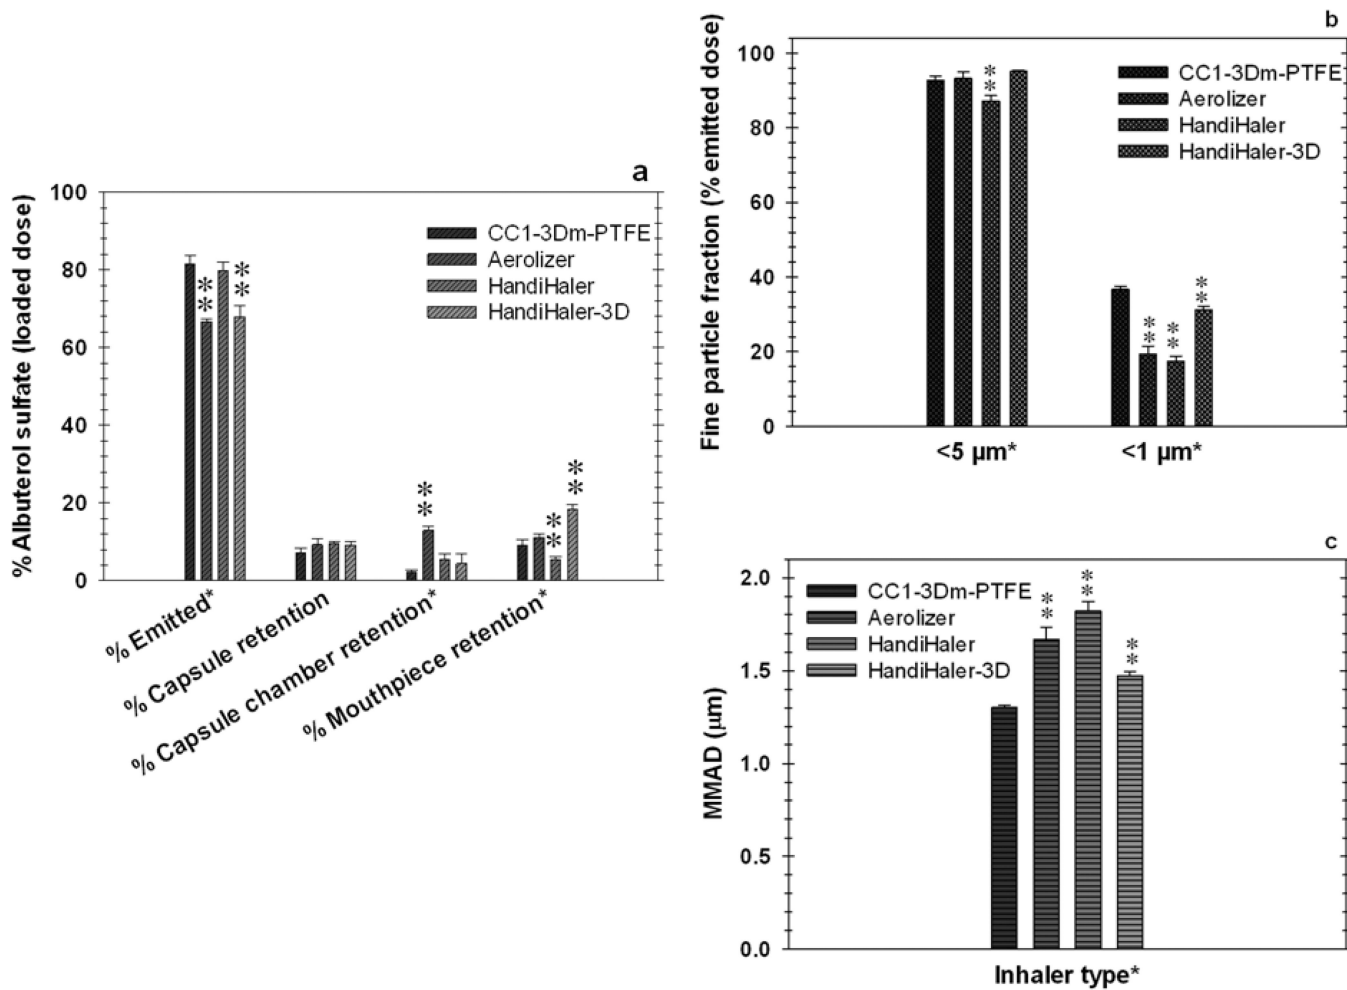 a
% Albuterol sulfate (loaded dose)
100
80
60
40
20
0
CC1-3Dm-PTFE
Aerolizer
HandiHaler
HandiHaler-3D
**
**
**
**
**
% Emitted*
% Capsule retention
% Capsule chamber retention*
% Mouthpiece retention*
b
Fine particle fraction (% emitted dose)
100
80
60
40
20
0
CC1-3Dm-PTFE
Aerolizer
HandiHaler
HandiHaler-3D
**
**
**
**
<5 µm*
<1 µm*
c
MMAD (µm)
2.0
1.5
1.0
0.5
0.0
CC1-3Dm-PTFE
Aerolizer
HandiHaler
HandiHaler-3D
**
**
**
Inhaler type*